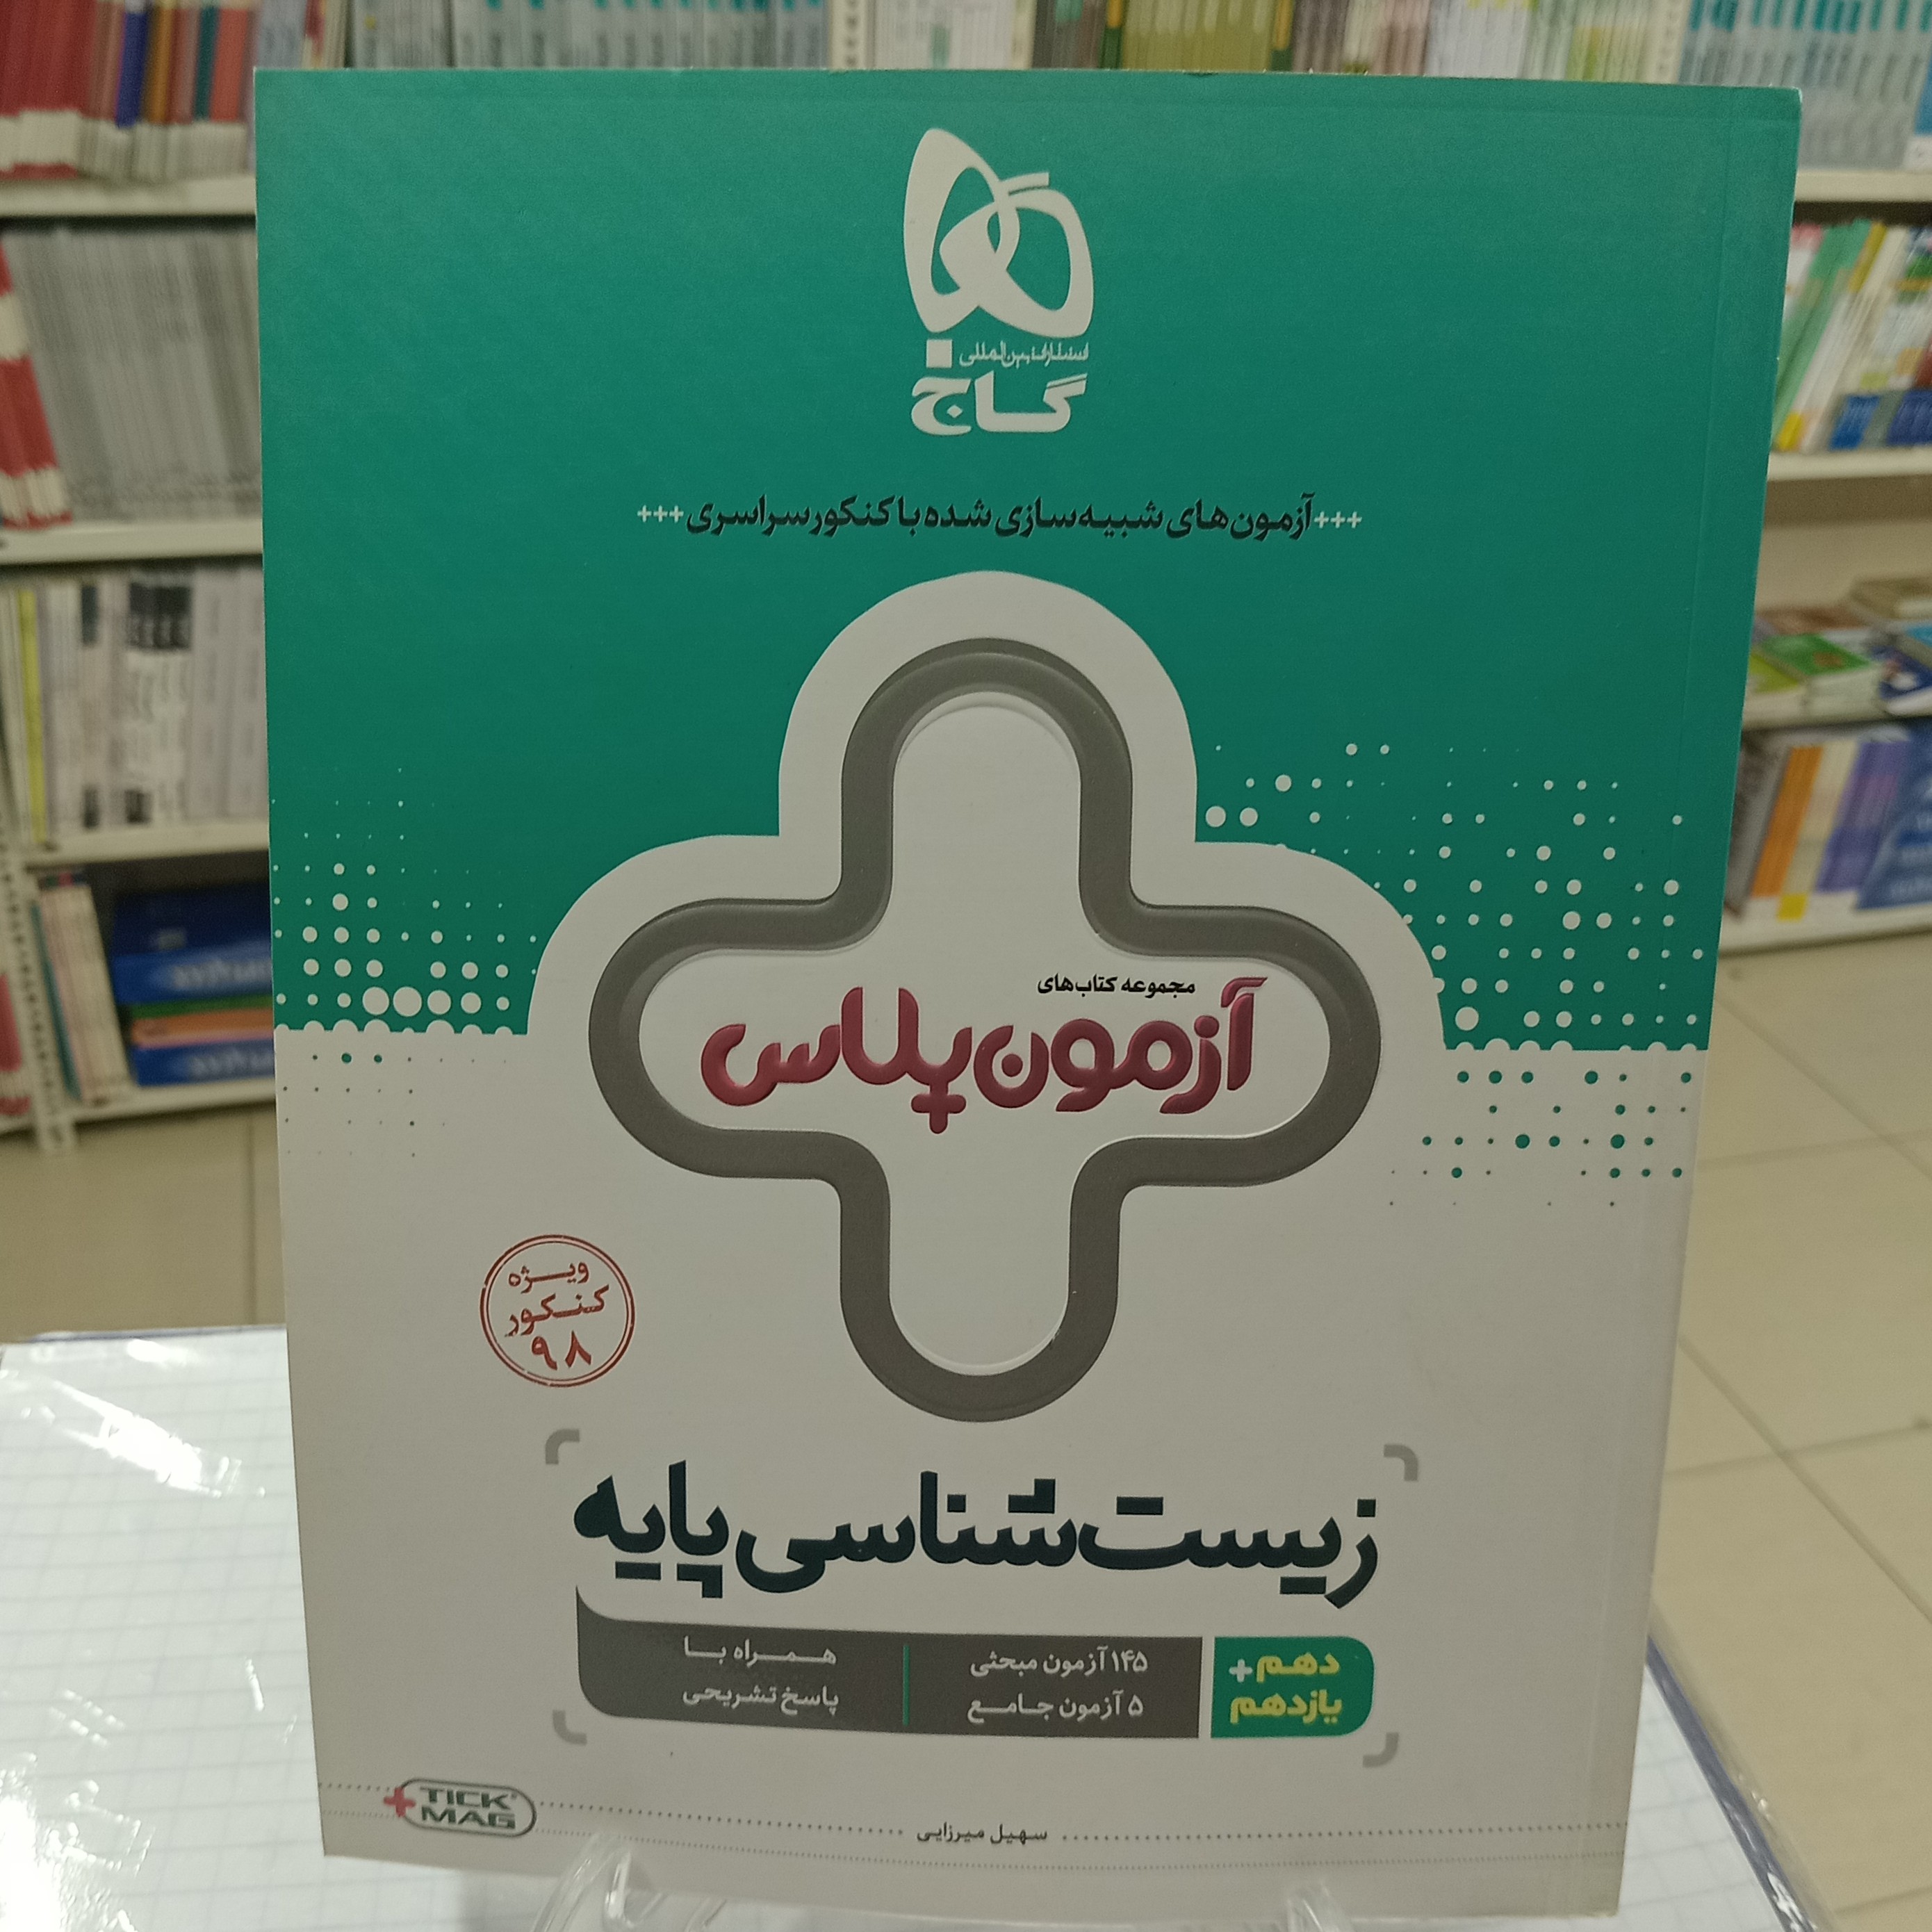 انتشارات بین‌المللی
گاج
+++آزمون‌های شبیه‌سازی شده با کنکور سراسری+++
مجموعه کتاب‌های
آزمون پلاس
ویژه
کنکور
۹۸
زیست‌شناسی پایه
دهم+
یازدهم
۱۴۵ آزمون مبحثی
۵ آزمون جامع
همراه با
پاسخ تشریحی
TICK
MAG
سهیل میرزایی